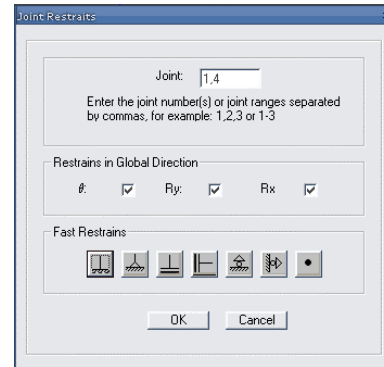 Joint Restraits
Joint: 1,4
Enter the joint number(s) or joint ranges separated
by commas, for example: 1,2,3 or 1-3
Restrains in Global Direction
θ: Ry: Rx
Fast Restrains
OK Cancel